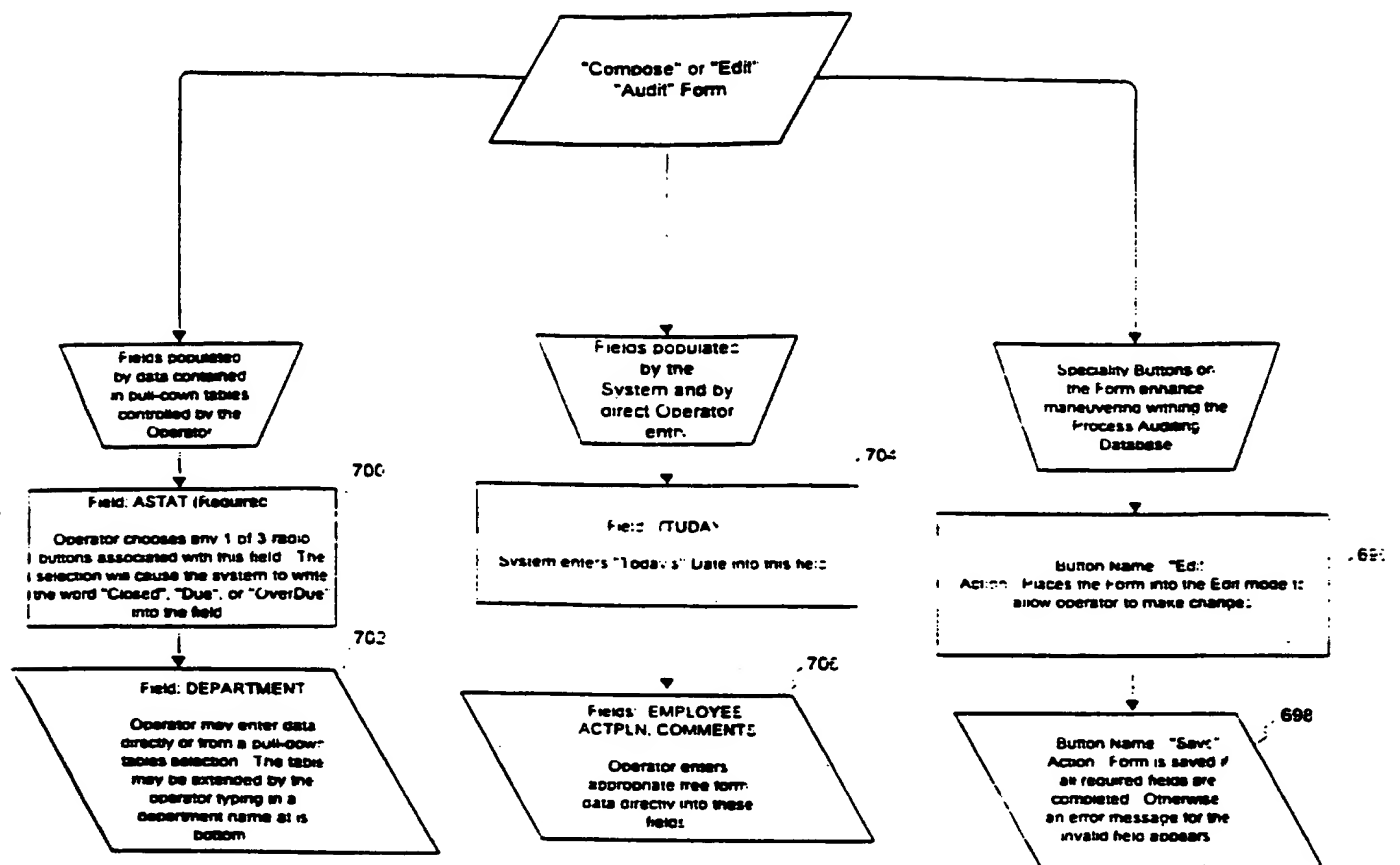 "Compose" or "Edit"
"Audit" Form
Fields populated
by data contained
in pull-down tables
controlled by the
Operator
Fields populated
by the
System and by
direct Operator
entry.
Speciality Buttons on
the Form enhance
maneuvering withing the
Process Auditing
Database
700
Field: ASTAT (Required
Operator chooses any 1 of 3 radio
buttons associated with this field The
selection will cause the system to write
the word "Closed", "Due", or "OverDue"
into the field
704
Field
System enters "Today's" Date into this field
Button Name "Edit
Action Places the Form into the Edit mode to
allow operator to make changes
702
Field: DEPARTMENT
Operator may enter data
directly or from a pull-down
tables selection The table
may be extended by the
operator typing in a
department name at is
bottom
706
Fields: EMPLOYEE
ACTPLN, COMMENTS
Operator enters
appropriate free form
data directly into these
fields
698
Button Name "Save"
Action Form is saved if
all required fields are
completed Otherwise
an error message for the
invalid field appears